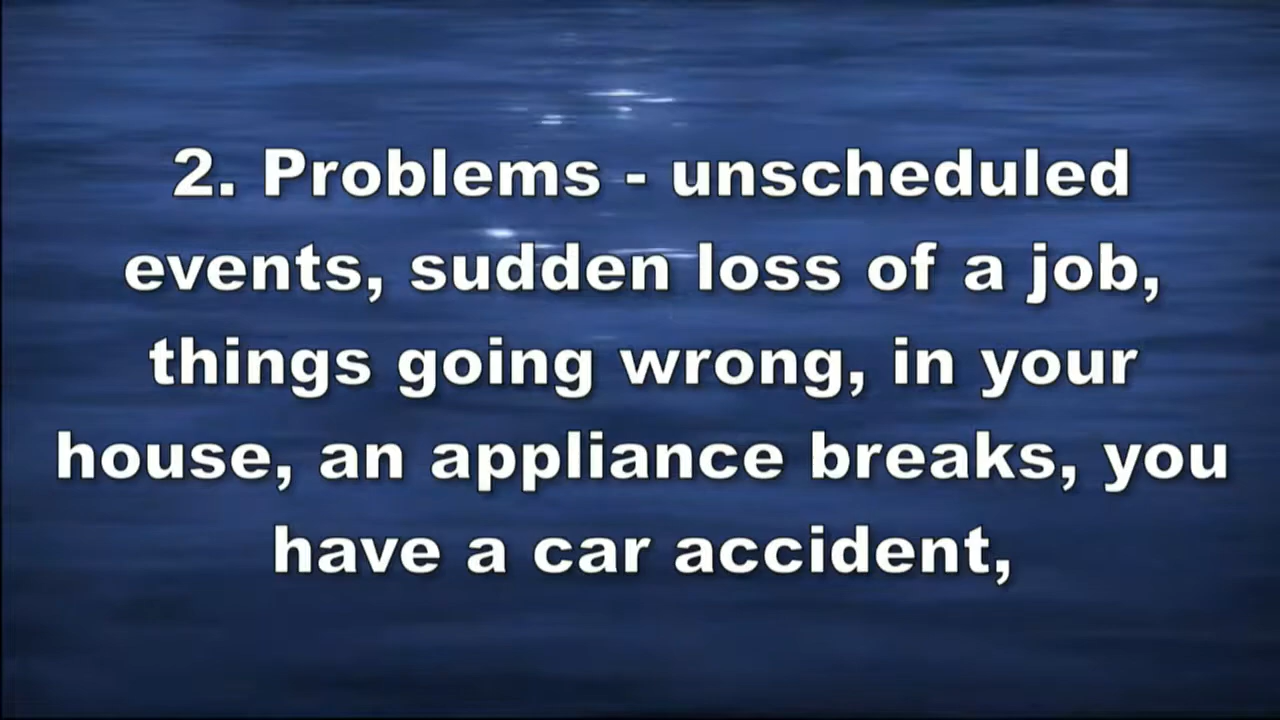 2. Problems - unscheduled
events, sudden loss of a job,
things going wrong, in your
house, an appliance breaks, you
have a car accident,